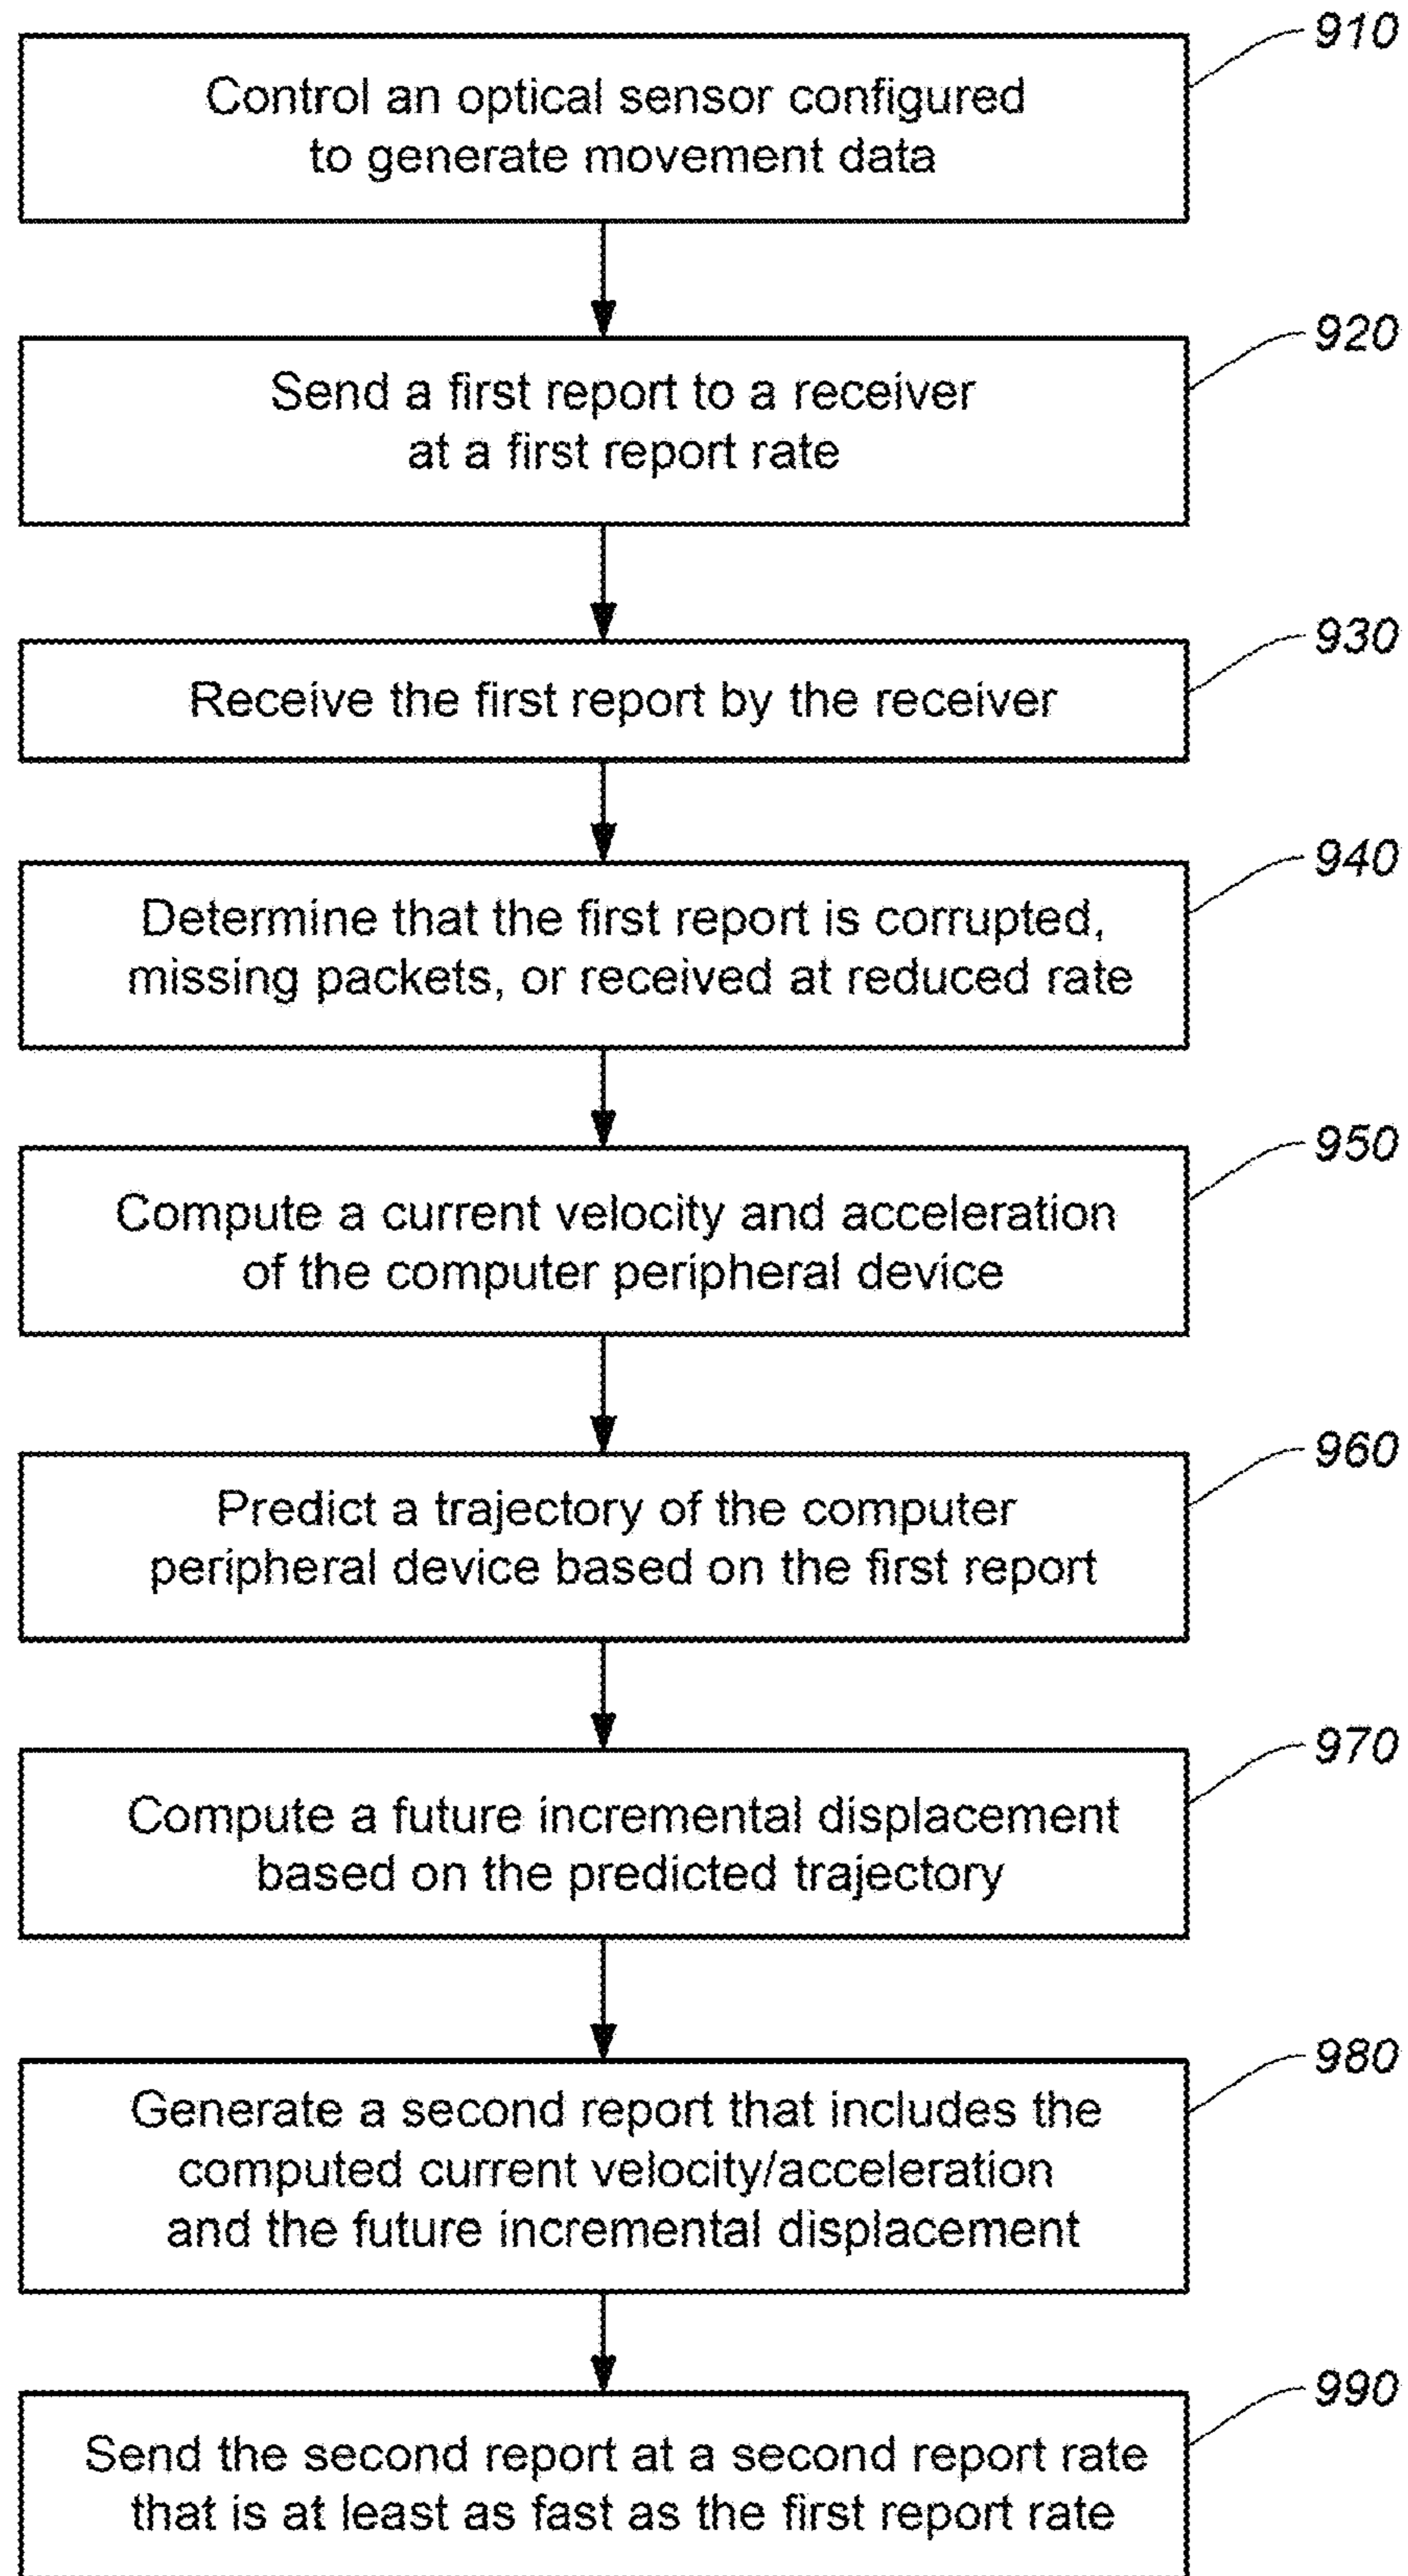 910
Control an optical sensor configured
to generate movement data
920
Send a first report to a receiver
at a first report rate
930
Receive the first report by the receiver
940
Determine that the first report is corrupted,
missing packets, or received at reduced rate
950
Compute a current velocity and acceleration
of the computer peripheral device
960
Predict a trajectory of the computer
peripheral device based on the first report
970
Compute a future incremental displacement
based on the predicted trajectory
980
Generate a second report that includes the
computed current velocity/acceleration
and the future incremental displacement
990
Send the second report at a second report rate
that is at least as fast as the first report rate